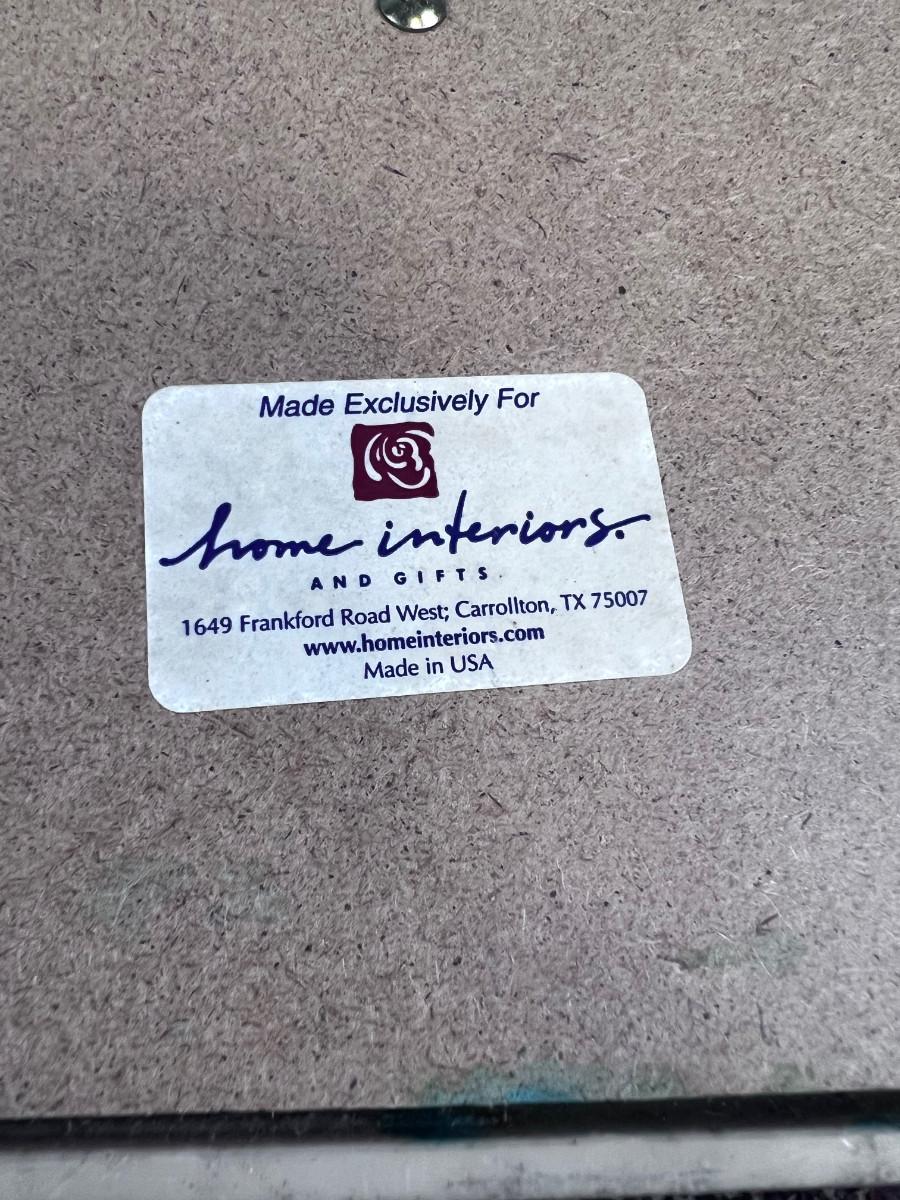 Made Exclusively For
home interiors.
AND GIFTS
1649 Frankford Road West; Carrollton, TX 75007
www.homeinteriors.com
Made in USA